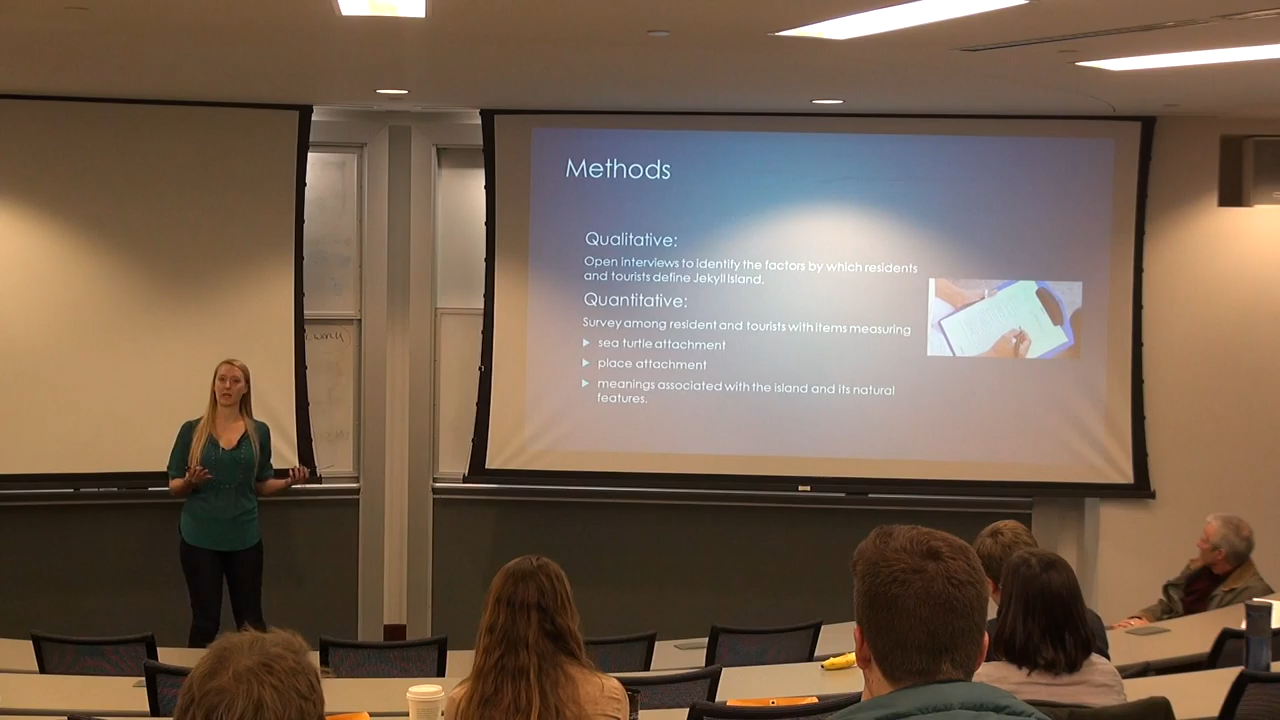 Methods
Qualitative:
Open interviews to identify the factors by which residents
and tourists define Jekyll Island.
Quantitative:
Survey among resident and tourists with items measuring
sea turtle attachment
place attachment
meanings associated with the island and its natural
features.